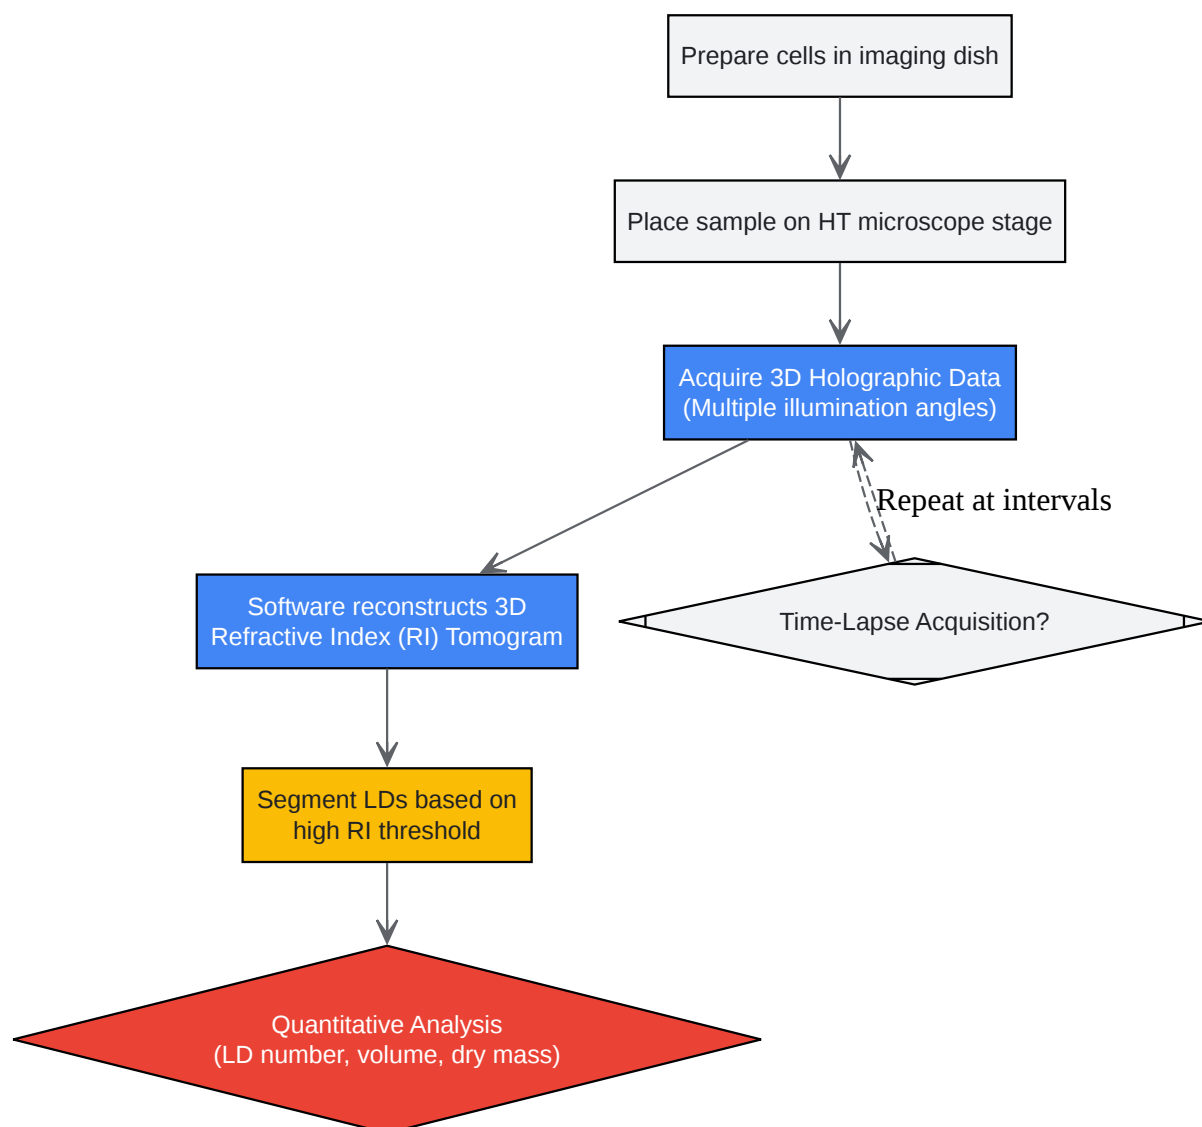 Prepare cells in imaging dish
Place sample on HT microscope stage
Acquire 3D Holographic Data
(Multiple illumination angles)
Repeat at intervals
Software reconstructs 3D
Refractive Index (RI) Tomogram
Time-Lapse Acquisition?
Segment LDs based on
high RI threshold
Quantitative Analysis
(LD number, volume, dry mass)